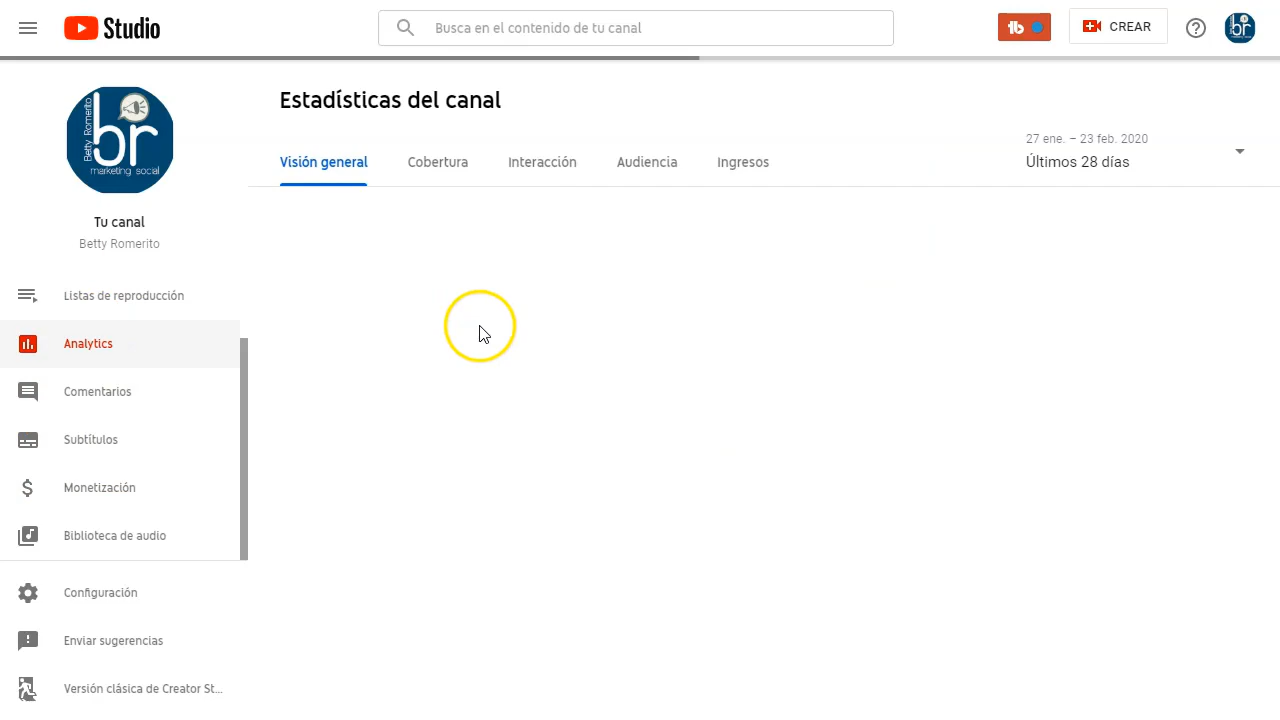 Studio
Busca en el contenido de tu canal
tb
CREAR
br
Betty Romerito
br
marketing social
Tu canal
Betty Romerito
Listas de reproducción
Analytics
Comentarios
Subtítulos
Monetización
Biblioteca de audio
Configuración
Enviar sugerencias
Versión clásica de Creator St...
Estadísticas del canal
Visión general
Cobertura
Interacción
Audiencia
Ingresos
27 ene. – 23 feb. 2020
Últimos 28 días